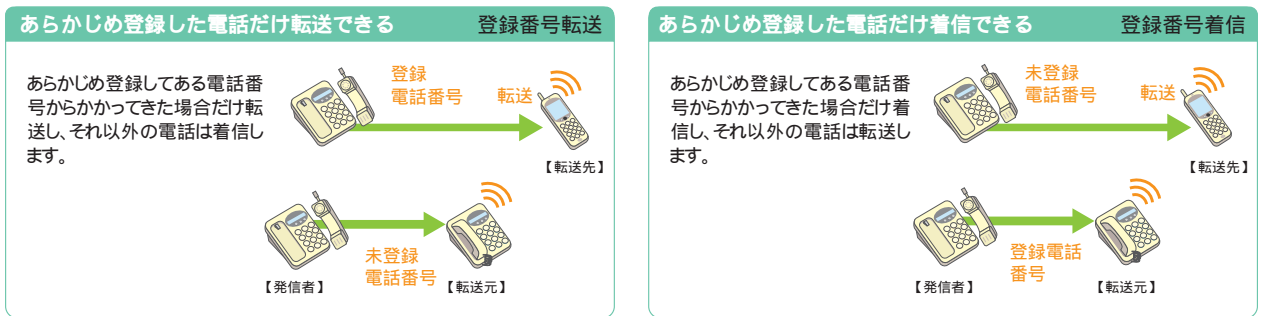 あらかじめ登録した電話だけ転送できる 登録番号転送
あらかじめ登録してある電話番
号からかかってきた場合だけ転
送し、それ以外の電話は着信し
ます。
登録
電話番号
転送
【転送先】
未登録
電話番号
【発信者】
【転送元】
あらかじめ登録した電話だけ着信できる 登録番号着信
あらかじめ登録してある電話番
号からかかってきた場合だけ着
信し、それ以外の電話は転送し
ます。
未登録
電話番号
転送
【転送先】
登録電話
番号
【発信者】
【転送元】